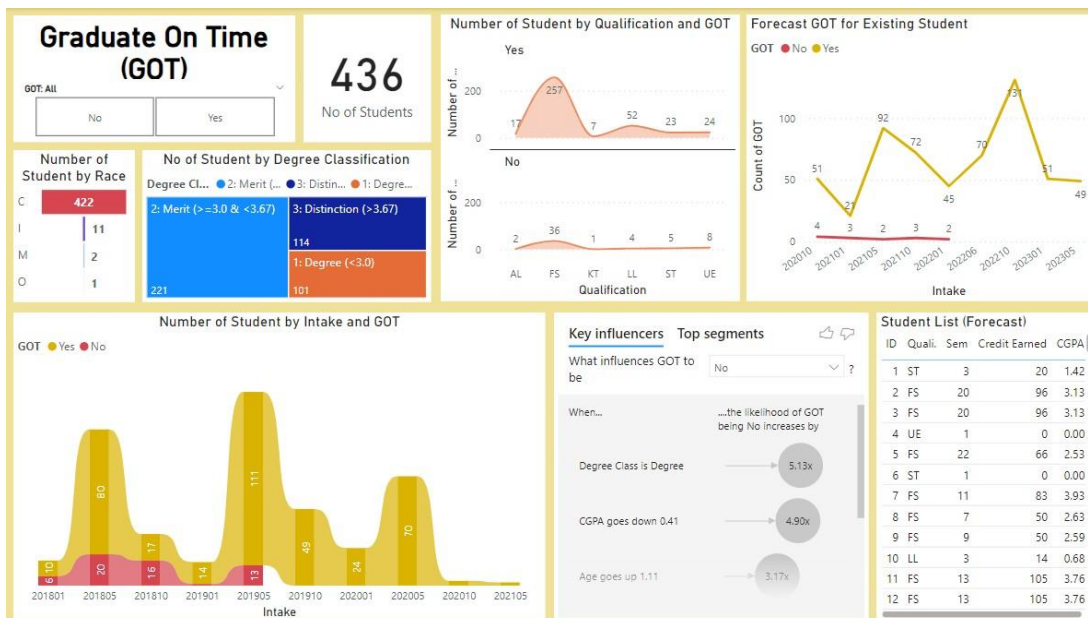 Graduate On Time
(GOT)
GOT: All
No
Yes
436
No of Students
Number of
Student by Race
C 422
I 11
M 2
O 1
No of Student by Degree Classification
Degree Cl... 2: Merit (... 3: Distin... 1: Degre...
2: Merit (>=3.0 & <3.67)
221
3: Distinction (>3.67)
114
1: Degree (<3.0)
101
Number of Student by Qualification and GOT
Yes
Number of ...
200
0
17 257 7 52 23 24
No
Number of ...
200
0
2 36 1 4 5 8
AL FS KT LL ST UE
Qualification
Forecast GOT for Existing Student
GOT No Yes
Count of GOT
100
50
0
51 21 92 72 45 70 131 51 49
4 3 2 3 2
202010 202101 202105 202110 202201 202206 202210 202301 202305
Intake
Number of Student by Intake and GOT
GOT Yes No
10 80 17 14 111 49 24 70
6 20 16 13
201801 201805 201810 201901 201905 201910 202001 202005 202010 202105
Intake
Key influencers Top segments
What influences GOT to
be
No
?
When...
....the likelihood of GOT
being No increases by
Degree Class is Degree 5.13x
CGPA goes down 0.41 4.90x
Age goes up 1.11 3.17x
Student List (Forecast)
ID Quali. Sem Credit Earned CGPA
1 ST 3 20 1.42
2 FS 20 96 3.13
3 FS 20 96 3.13
4 UE 1 0 0.00
5 FS 22 66 2.53
6 ST 1 0 0.00
7 FS 11 83 3.93
8 FS 7 50 2.63
9 FS 9 50 2.59
10 LL 3 14 0.68
11 FS 13 105 3.76
12 FS 13 105 3.76